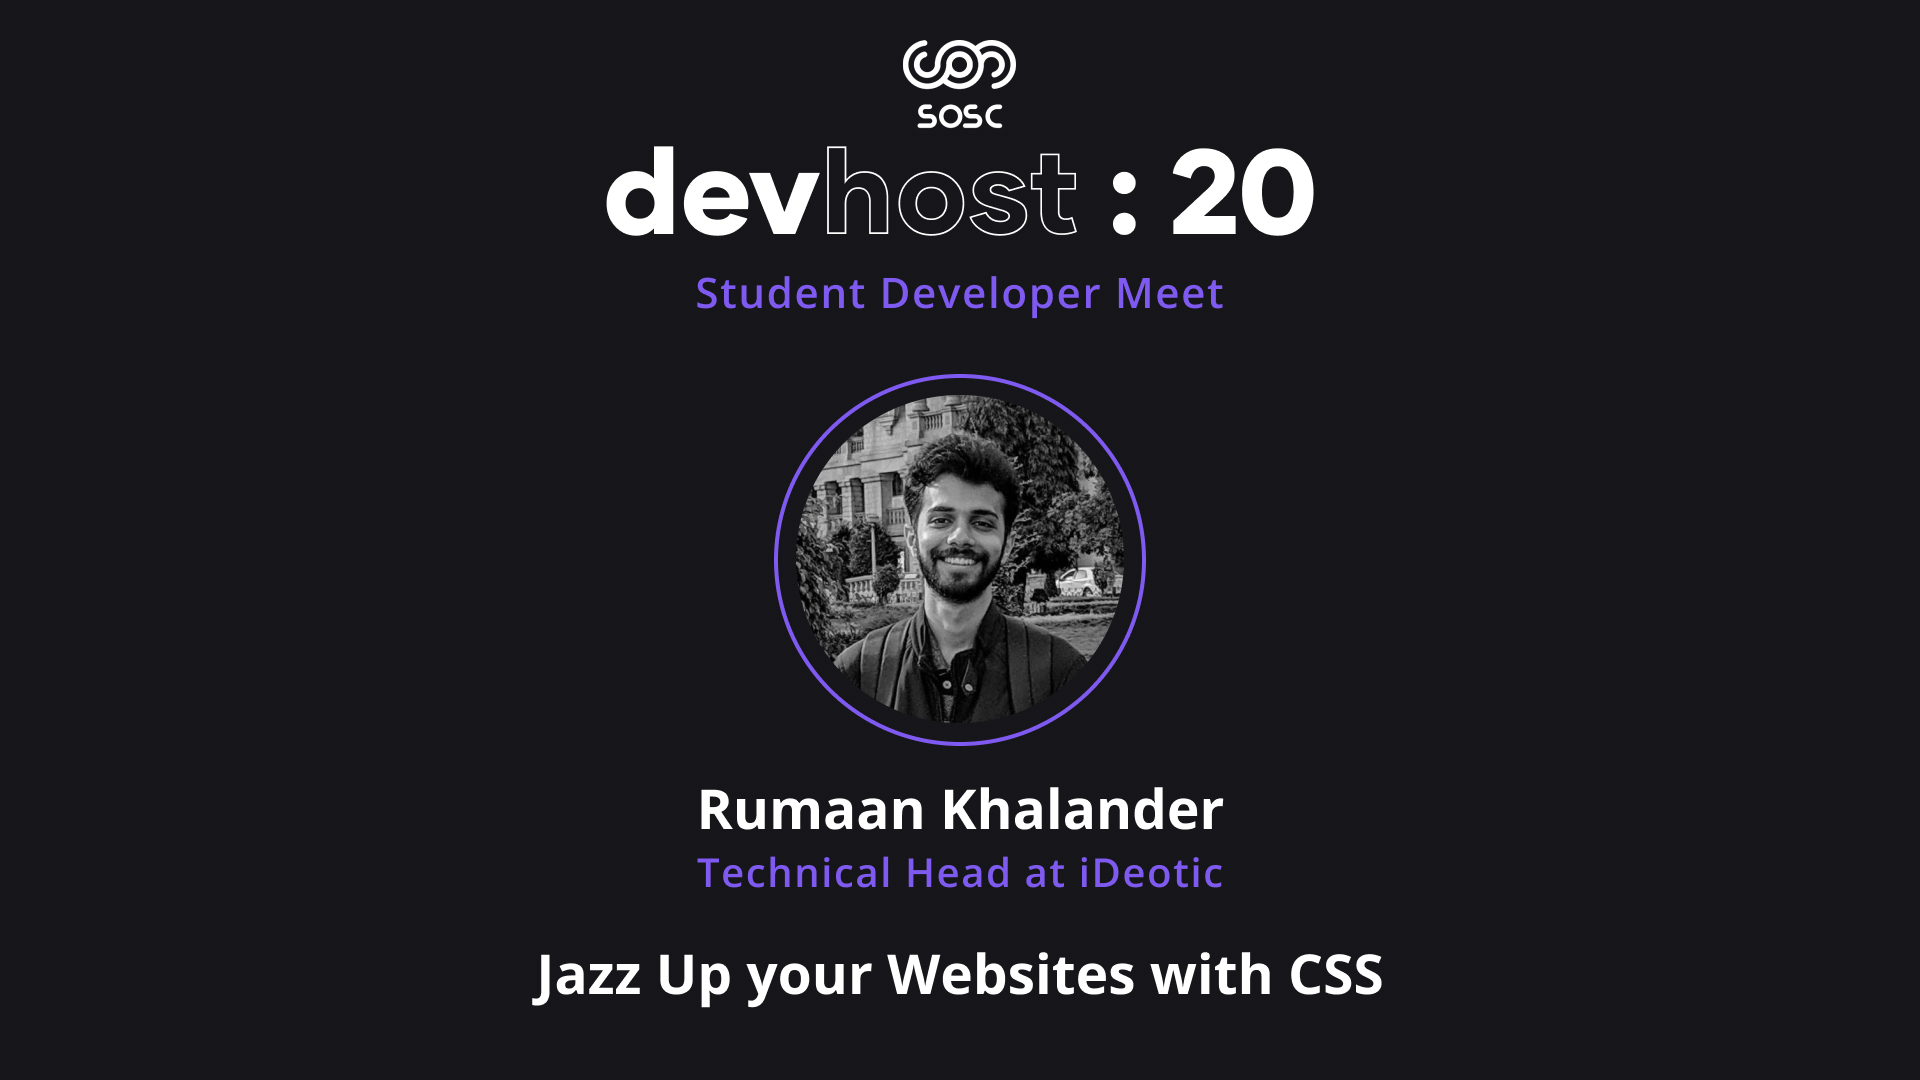 SOSC
devhost : 20
Student Developer Meet
Rumaan Khalander
Technical Head at iDeotic
Jazz Up your Websites with CSS